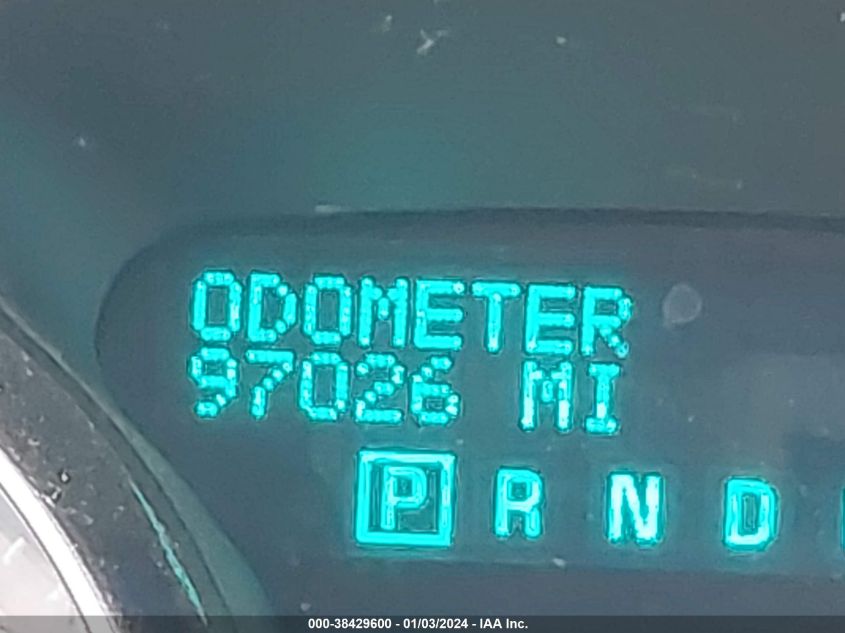 ODOMETER
97026 MI
P R N D
000-38429600 - 01/03/2024 - IAA Inc.